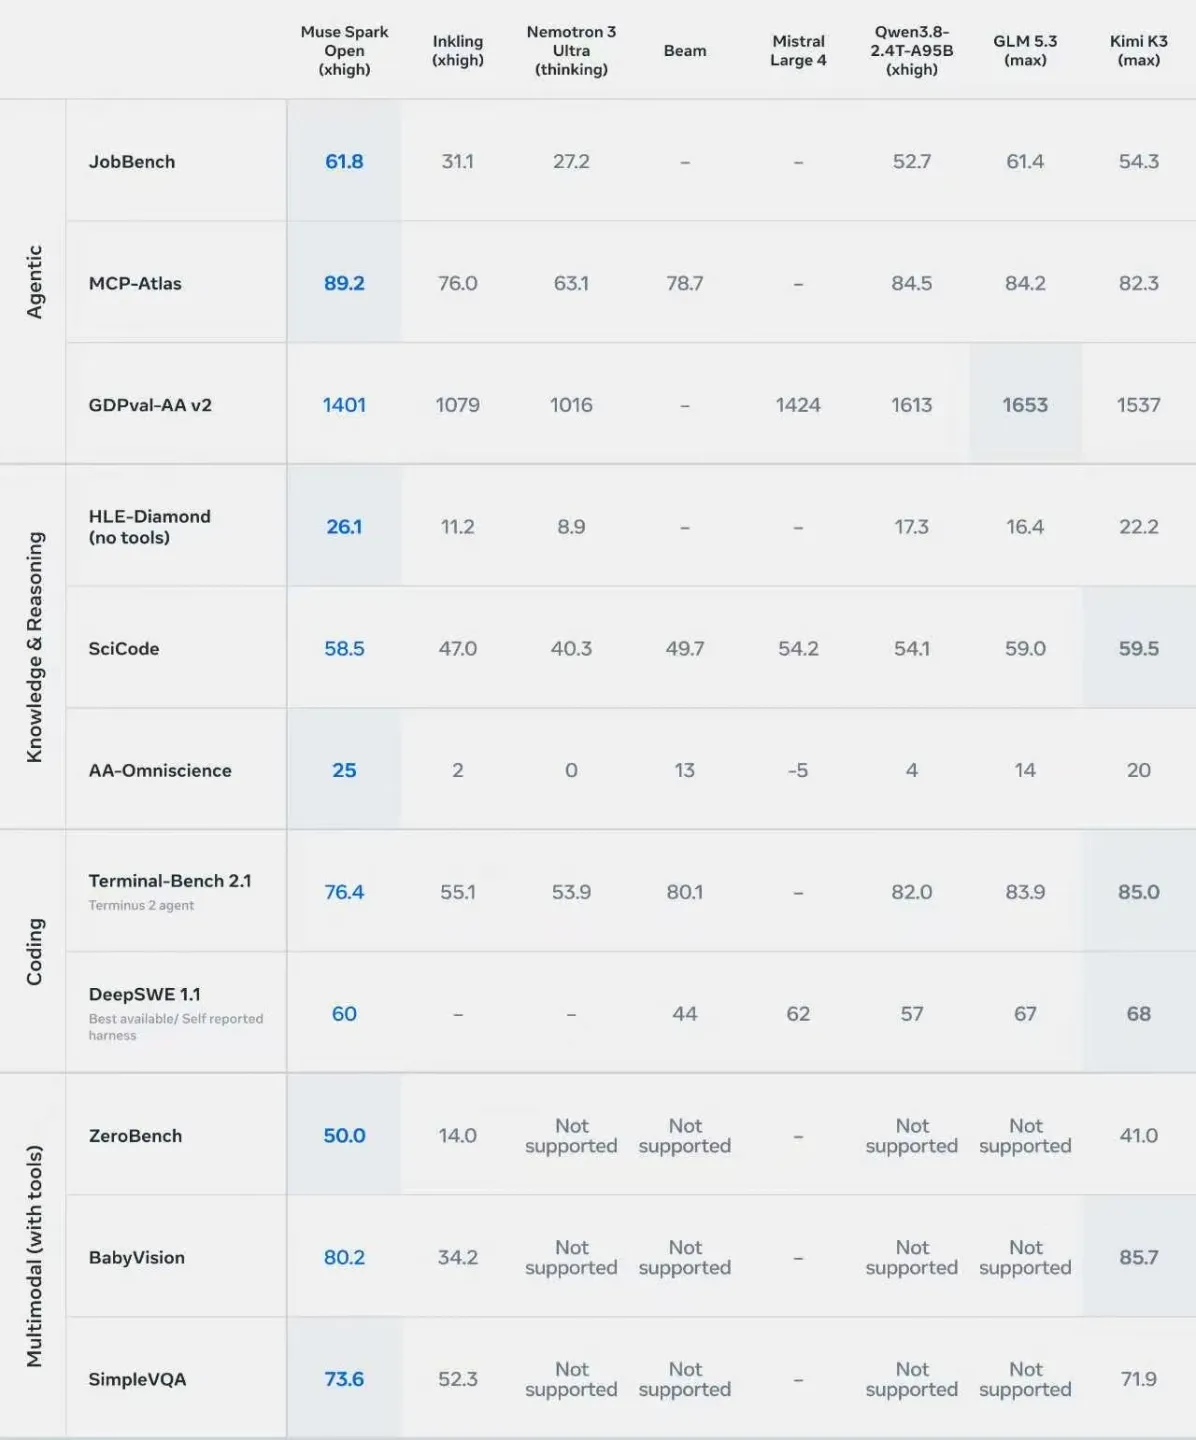 Muse Spark Open (xhigh) Inkling (xhigh) Nemotron 3 Ultra (thinking) Beam Mistral Large 4 Qwen3.8-2.4T-A95B (xhigh) GLM 5.3 (max) Kimi K3 (max)
Agentic
JobBench 61.8 31.1 27.2 – – 52.7 61.4 54.3
MCP-Atlas 89.2 76.0 63.1 78.7 – 84.5 84.2 82.3
GDPval-AA v2 1401 1079 1016 – 1424 1613 1653 1537
Knowledge & Reasoning
HLE-Diamond (no tools) 26.1 11.2 8.9 – – 17.3 16.4 22.2
SciCode 58.5 47.0 40.3 49.7 54.2 54.1 59.0 59.5
AA-Omniscience 25 2 0 13 -5 4 14 20
Coding
Terminal-Bench 2.1 76.4 55.1 53.9 80.1 – 82.0 83.9 85.0
Terminus 2 agent
DeepSWE 1.1 60 – – 44 62 57 67 68
Best available/ Self reported
harness
Multimodal (with tools)
ZeroBench 50.0 14.0 Not supported Not supported – Not supported Not supported 41.0
BabyVision 80.2 34.2 Not supported Not supported – Not supported Not supported 85.7
SimpleVQA 73.6 52.3 Not supported Not supported – Not supported Not supported 71.9